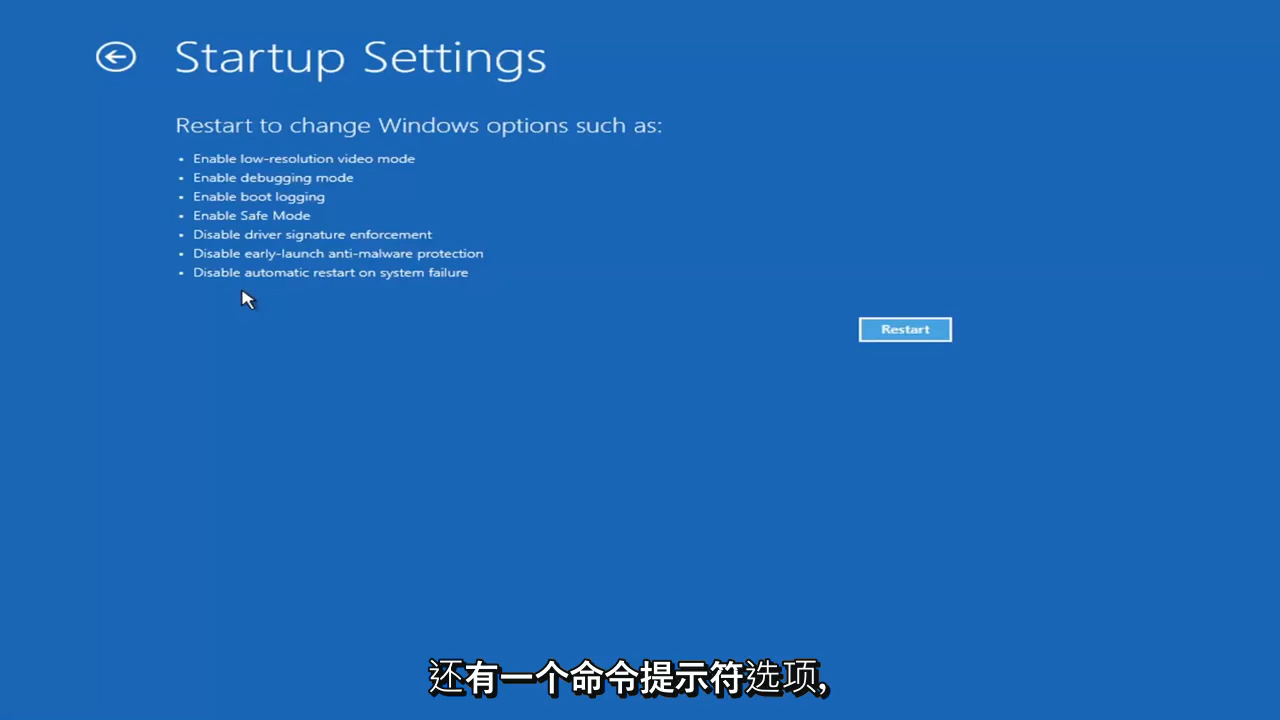 Startup Settings
Restart to change Windows options such as:
• Enable low-resolution video mode
• Enable debugging mode
• Enable boot logging
• Enable Safe Mode
• Disable driver signature enforcement
• Disable early-launch anti-malware protection
• Disable automatic restart on system failure
Restart
还有一个命令提示符选项,